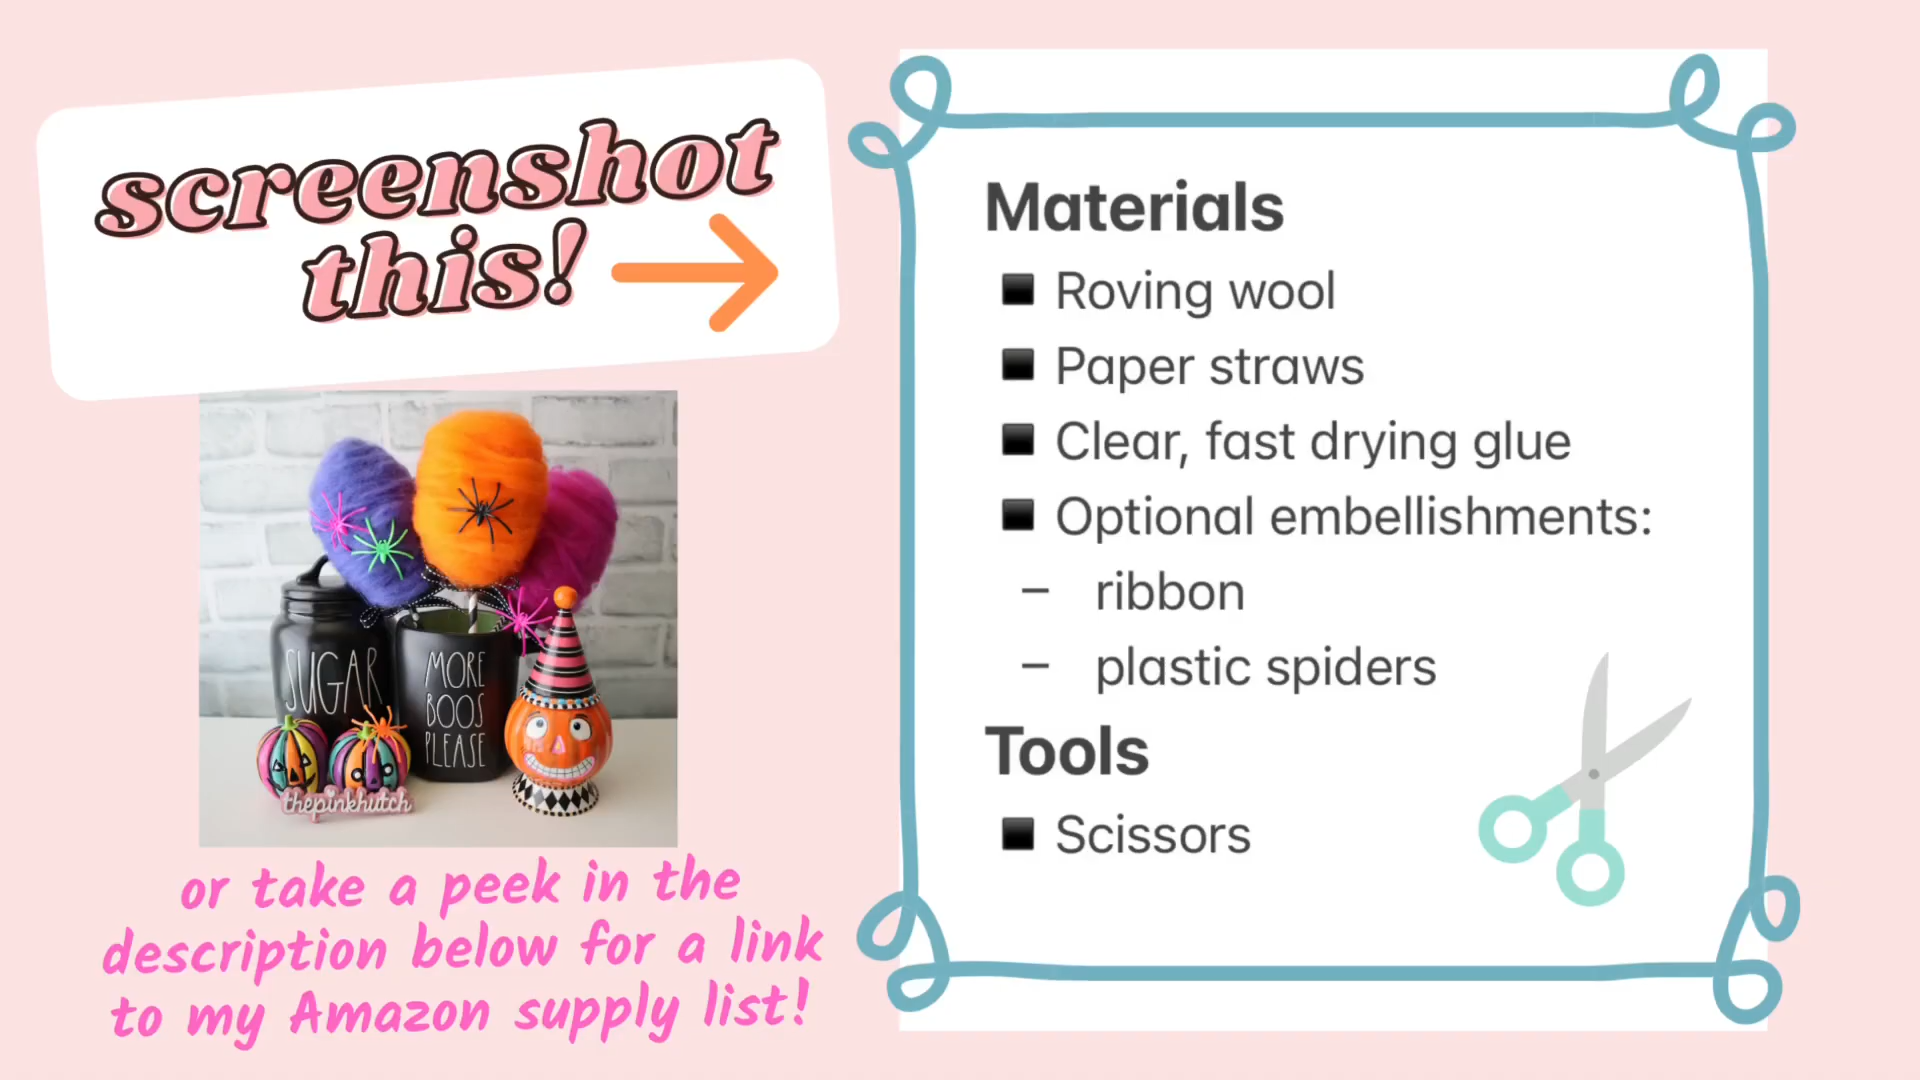 screenshot
this!
SUGAR
MORE
BOOS
PLEASE
thepinkhutch
or take a peek in the
description below for a link
to my Amazon supply list!
Materials
Roving wool
Paper straws
Clear, fast drying glue
Optional embellishments:
– ribbon
– plastic spiders
Tools
Scissors